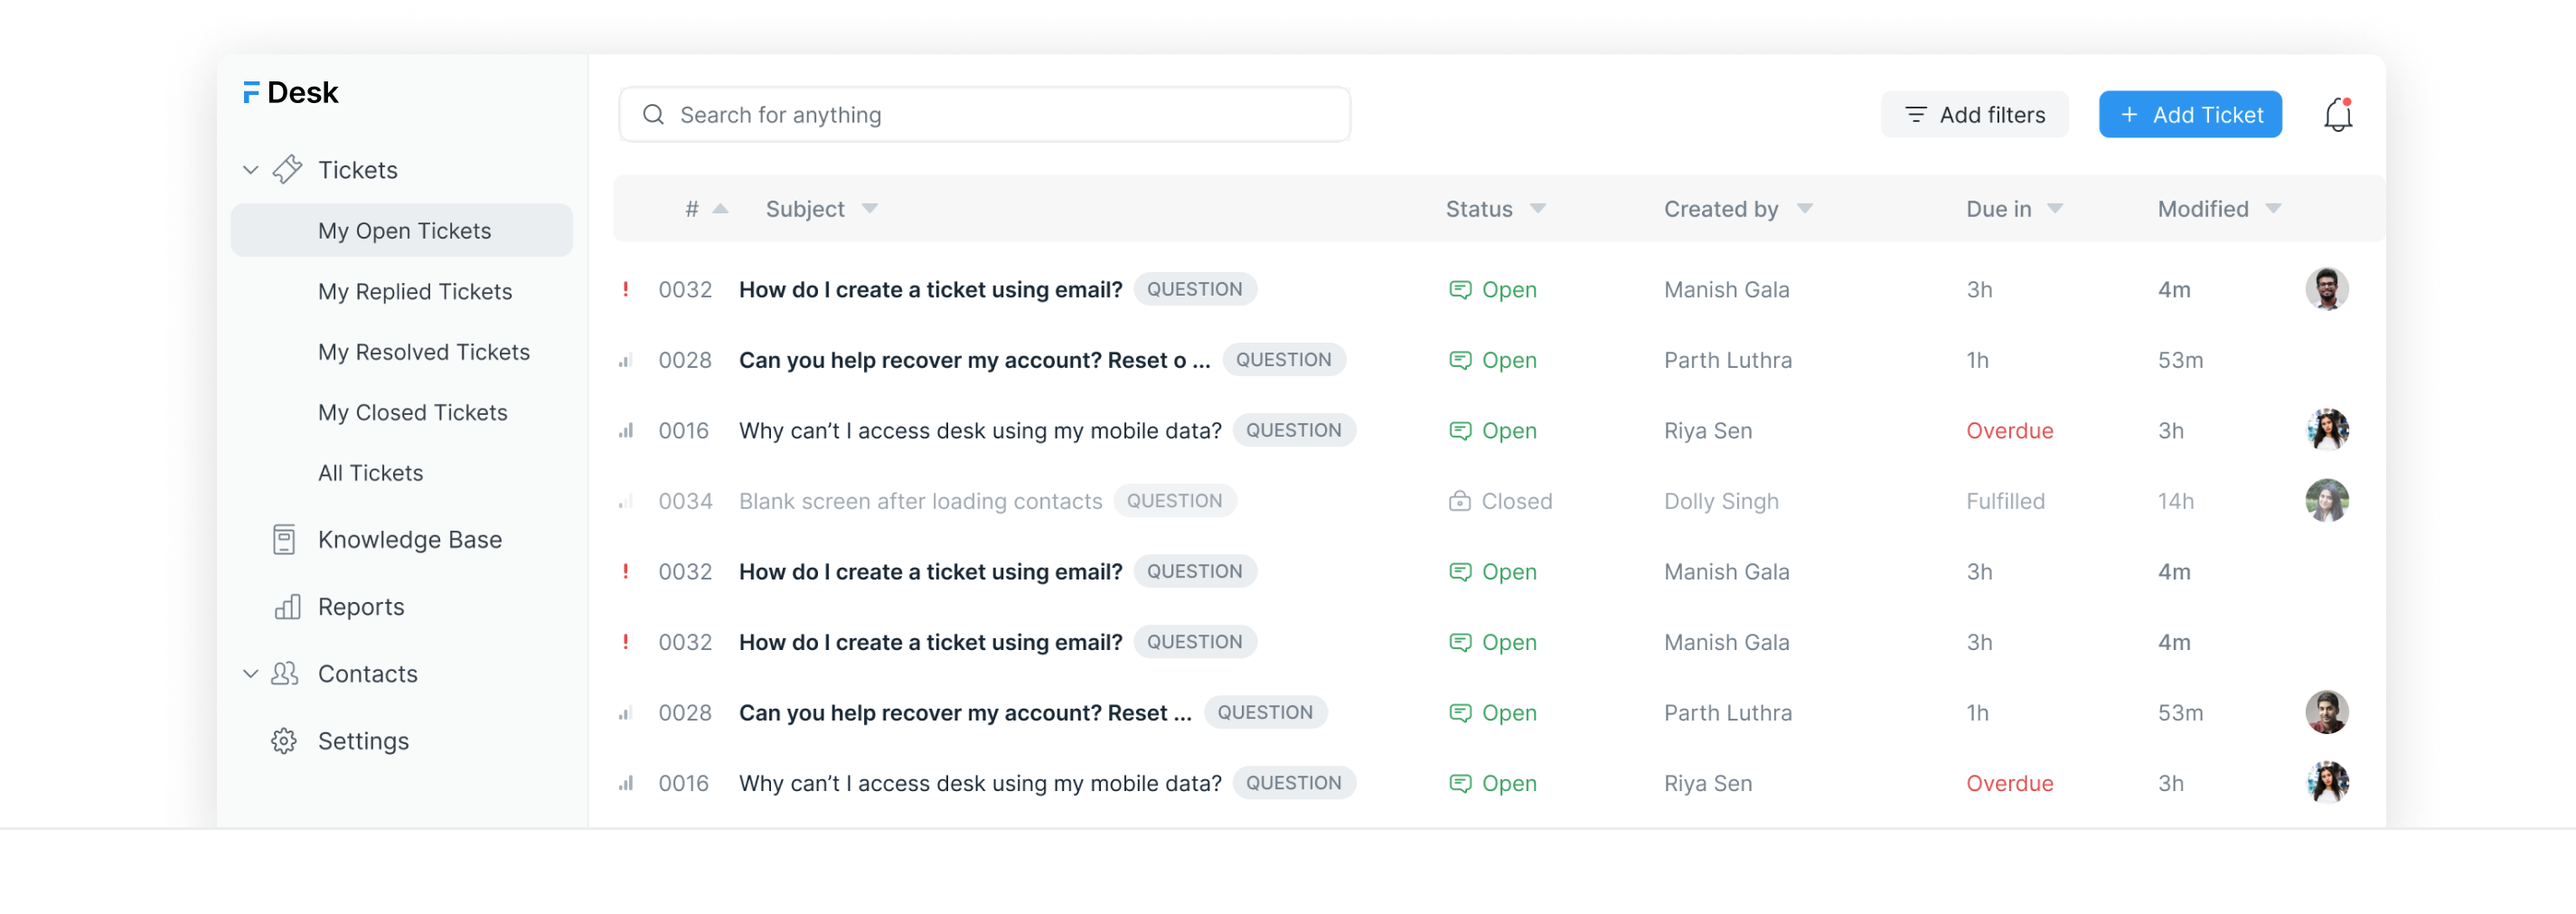 Desk
Tickets
My Open Tickets
My Replied Tickets
My Resolved Tickets
My Closed Tickets
All Tickets
Knowledge Base
Reports
Contacts
Settings
Search for anything
Add filters
+ Add Ticket
# Subject Status Created by Due in Modified
! 0032 How do I create a ticket using email? QUESTION Open Manish Gala 3h 4m
0028 Can you help recover my account? Reset o ... QUESTION Open Parth Luthra 1h 53m
0016 Why can’t I access desk using my mobile data? QUESTION Open Riya Sen Overdue 3h
0034 Blank screen after loading contacts QUESTION Closed Dolly Singh Fulfilled 14h
! 0032 How do I create a ticket using email? QUESTION Open Manish Gala 3h 4m
! 0032 How do I create a ticket using email? QUESTION Open Manish Gala 3h 4m
0028 Can you help recover my account? Reset ... QUESTION Open Parth Luthra 1h 53m
0016 Why can’t I access desk using my mobile data? QUESTION Open Riya Sen Overdue 3h